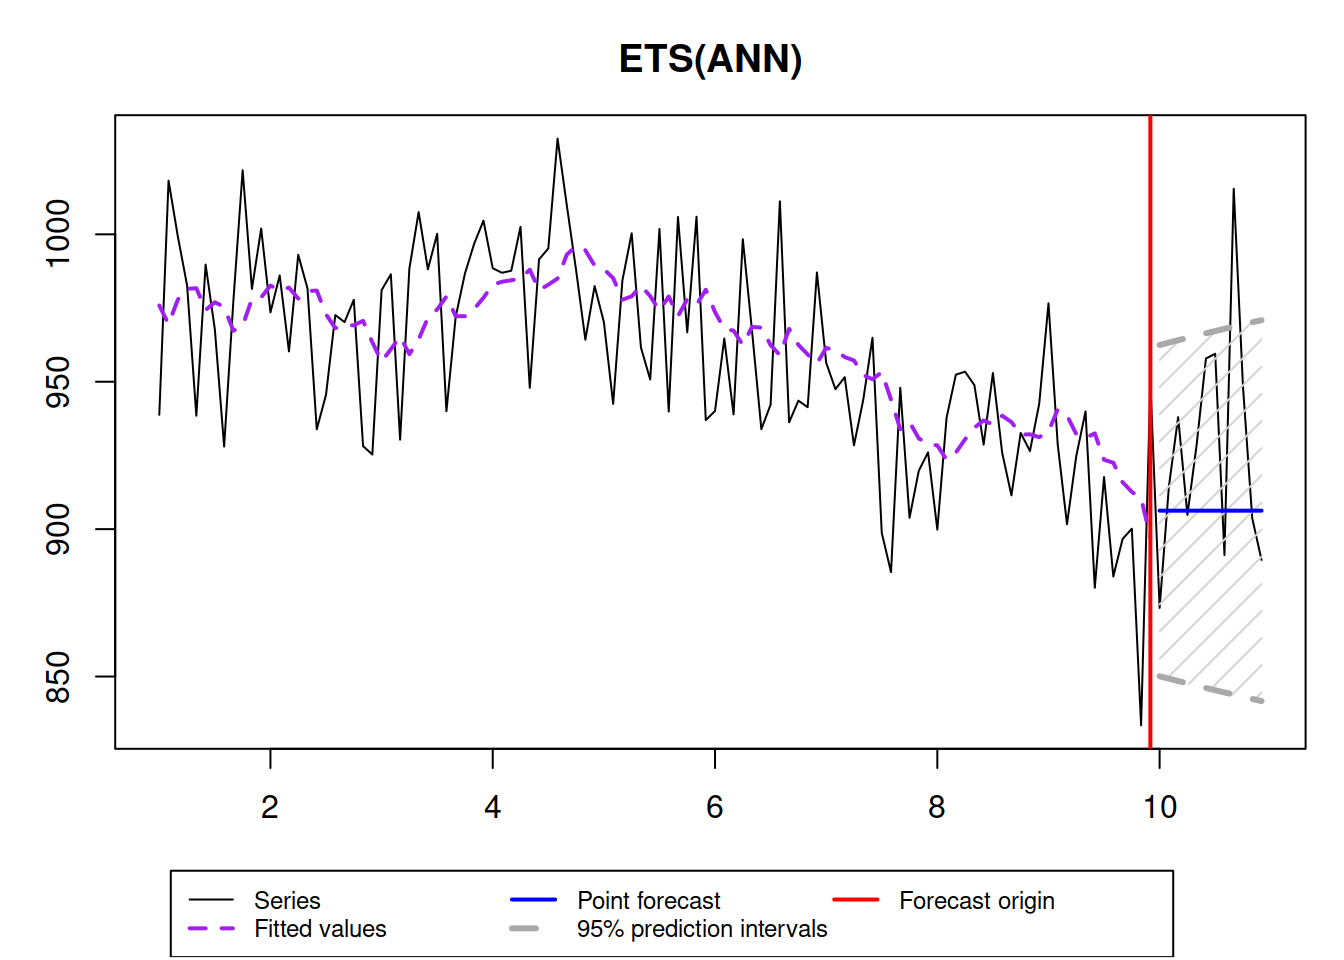 ETS(ANN)
1000
950
900
850
2 4 6 8 10
Series Point forecast Forecast origin
Fitted values 95% prediction intervals